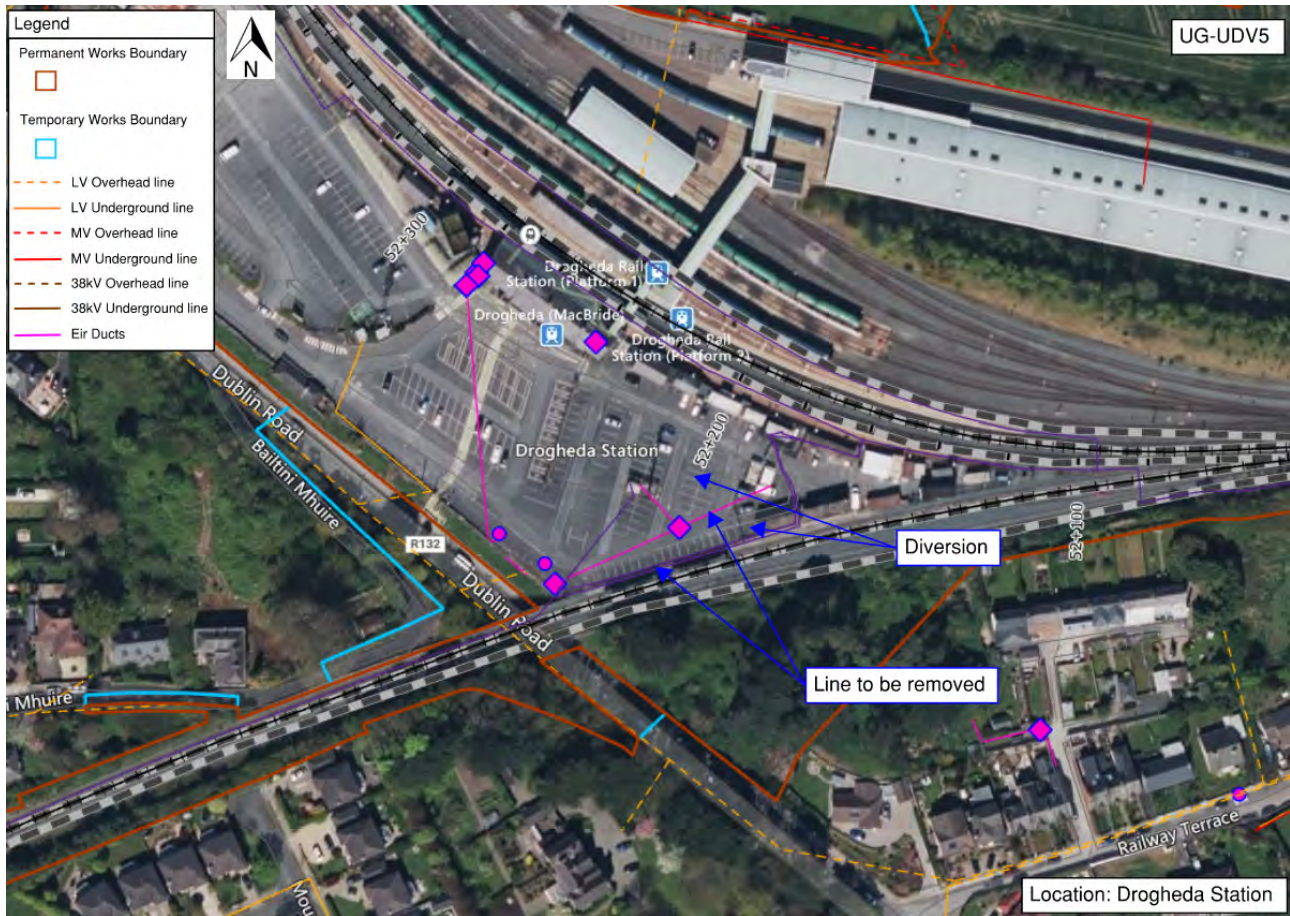 Legend
Permanent Works Boundary
Temporary Works Boundary
LV Overhead line
LV Underground line
MV Overhead line
MV Underground line
38kV Overhead line
38kV Underground line
Eir Ducts
N
UG-UDV5
52+300
Drogheda Rail
Station (Platform 1)
Drogheda (MacBride)
Drogheda Rail
Station (Platform 2)
Dublin Road
Bailtini Mhuire
Drogheda Station
52+200
R132
Diversion
52+100
Dublin Road
Line to be removed
i Mhuire
Railway Terrace
Mou
Location: Drogheda Station